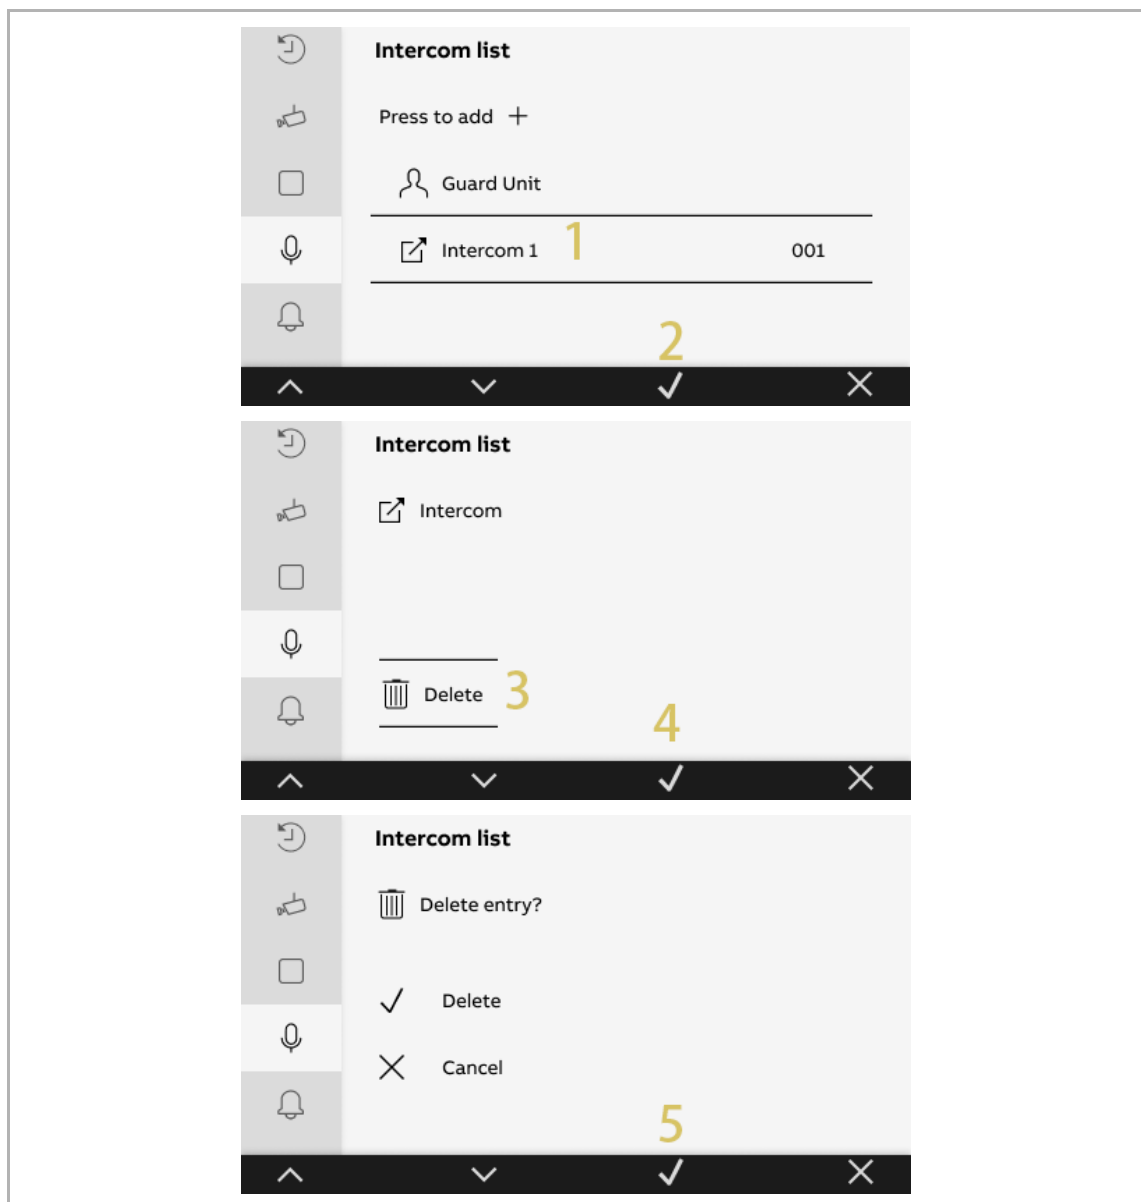 Intercom list
Press to add +
Guard Unit
Intercom 1 1 001
2
Intercom list
Intercom
Delete 3
4
Intercom list
Delete entry?
Delete
Cancel
5